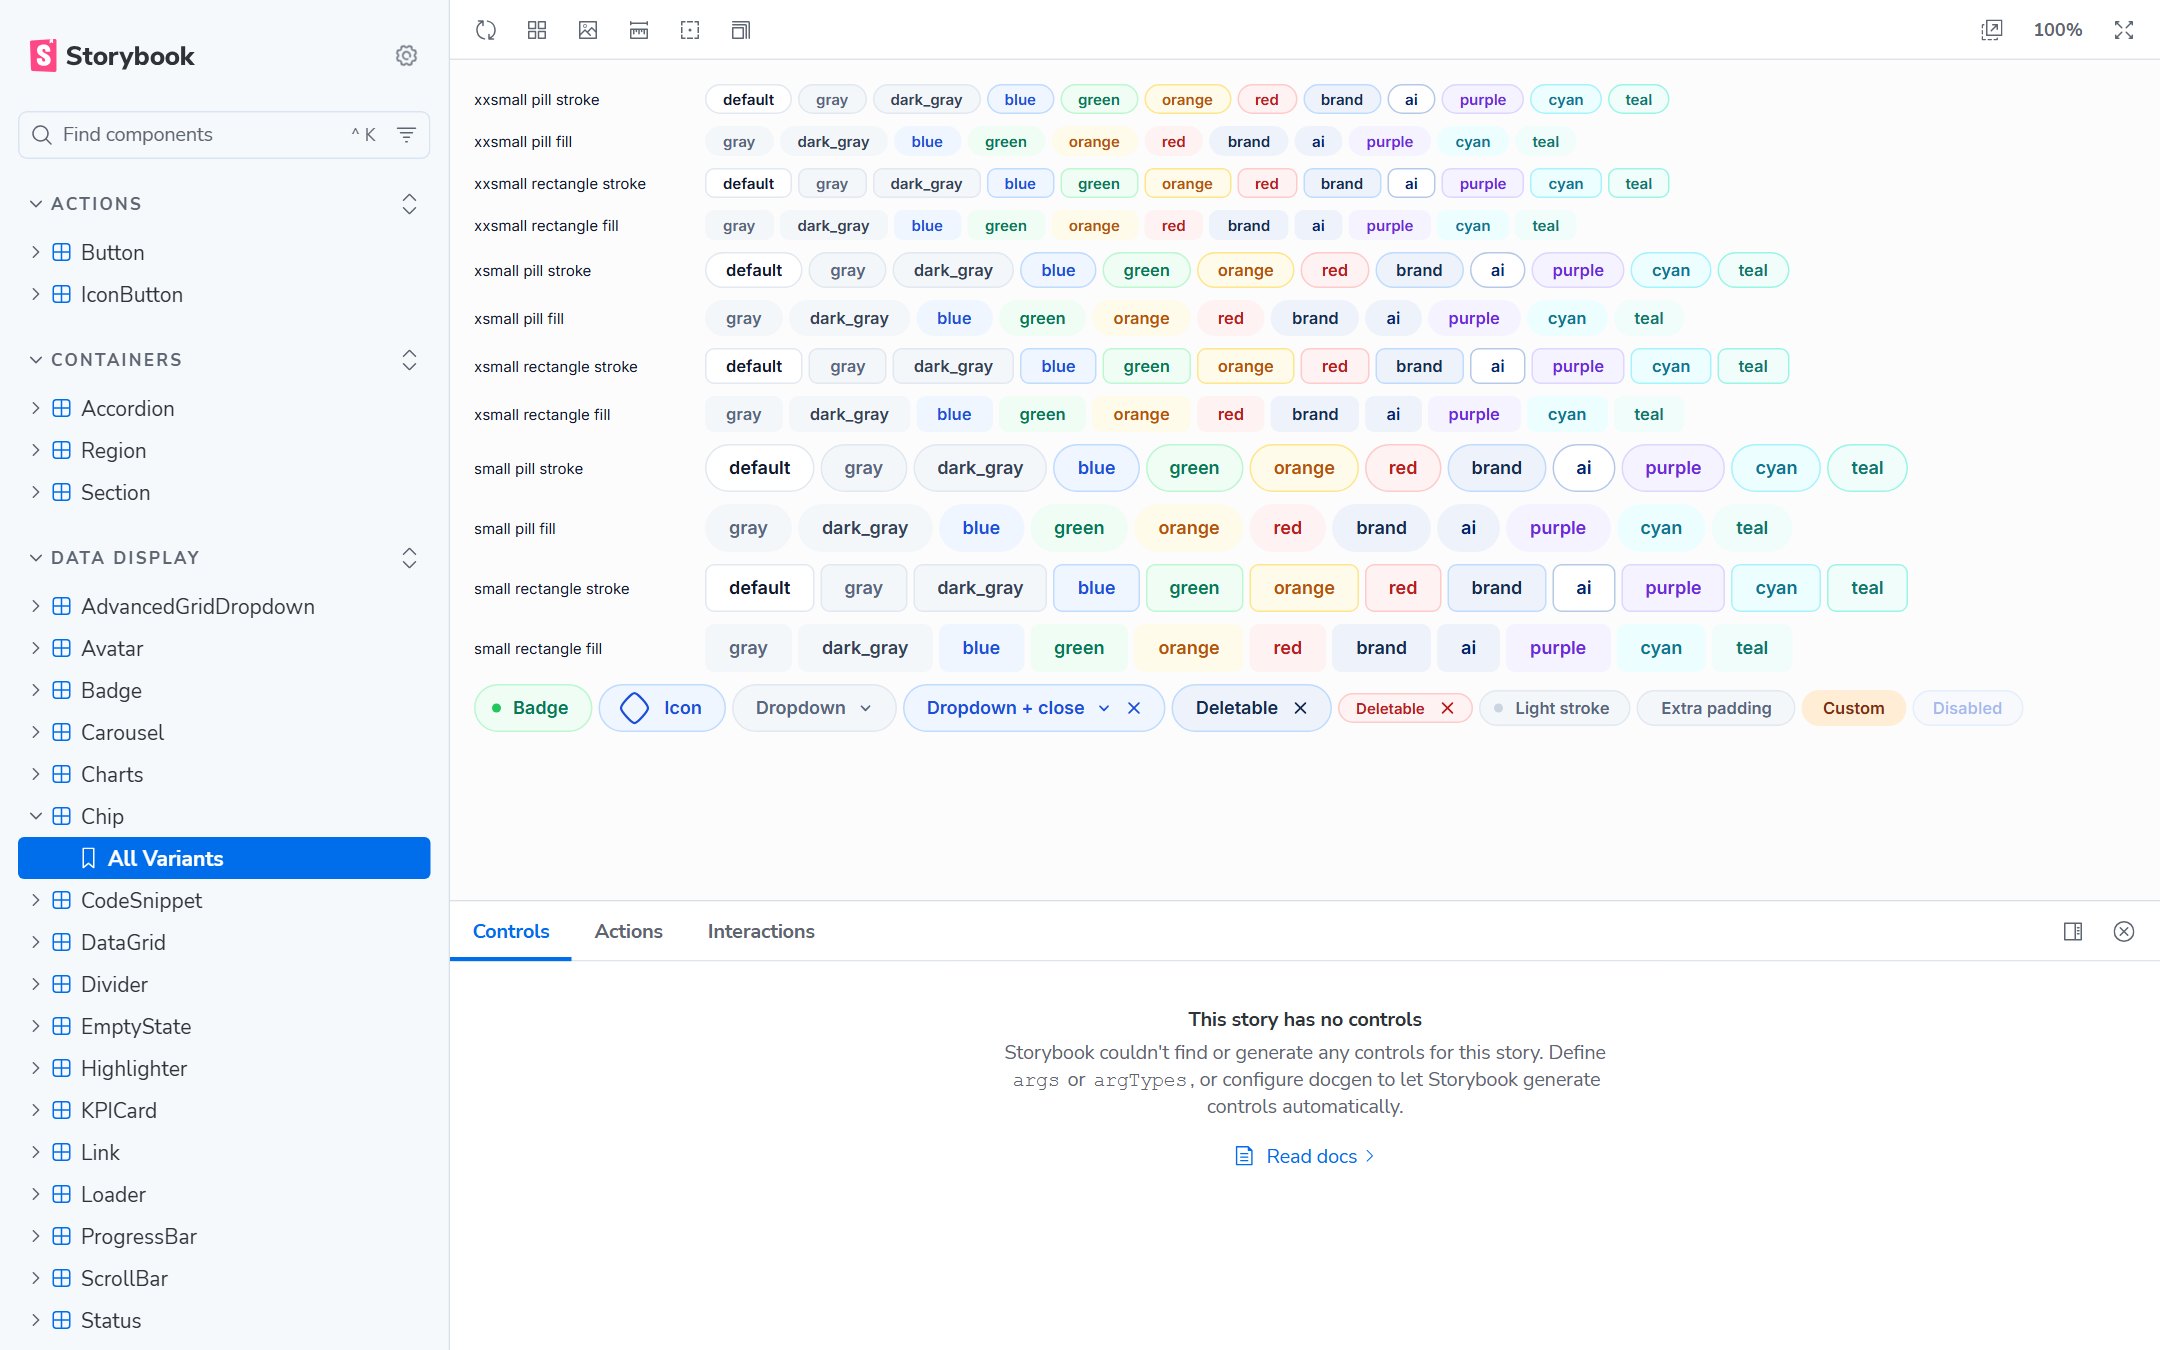 Storybook
Find components ^ K
ACTIONS
Button
IconButton
CONTAINERS
Accordion
Region
Section
DATA DISPLAY
AdvancedGridDropdown
Avatar
Badge
Carousel
Charts
Chip
All Variants
CodeSnippet
DataGrid
Divider
EmptyState
Highlighter
KPICard
Link
Loader
ProgressBar
ScrollBar
Status
100%
xxsmall pill stroke default gray dark_gray blue green orange red brand ai purple cyan teal
xxsmall pill fill gray dark_gray blue green orange red brand ai purple cyan teal
xxsmall rectangle stroke default gray dark_gray blue green orange red brand ai purple cyan teal
xxsmall rectangle fill gray dark_gray blue green orange red brand ai purple cyan teal
xsmall pill stroke default gray dark_gray blue green orange red brand ai purple cyan teal
xsmall pill fill gray dark_gray blue green orange red brand ai purple cyan teal
xsmall rectangle stroke default gray dark_gray blue green orange red brand ai purple cyan teal
xsmall rectangle fill gray dark_gray blue green orange red brand ai purple cyan teal
small pill stroke default gray dark_gray blue green orange red brand ai purple cyan teal
small pill fill gray dark_gray blue green orange red brand ai purple cyan teal
small rectangle stroke default gray dark_gray blue green orange red brand ai purple cyan teal
small rectangle fill gray dark_gray blue green orange red brand ai purple cyan teal
Badge Icon Dropdown Dropdown + close Deletable Deletable Light stroke Extra padding Custom Disabled
Controls Actions Interactions
This story has no controls
Storybook couldn't find or generate any controls for this story. Define
args or argTypes, or configure docgen to let Storybook generate
controls automatically.
Read docs